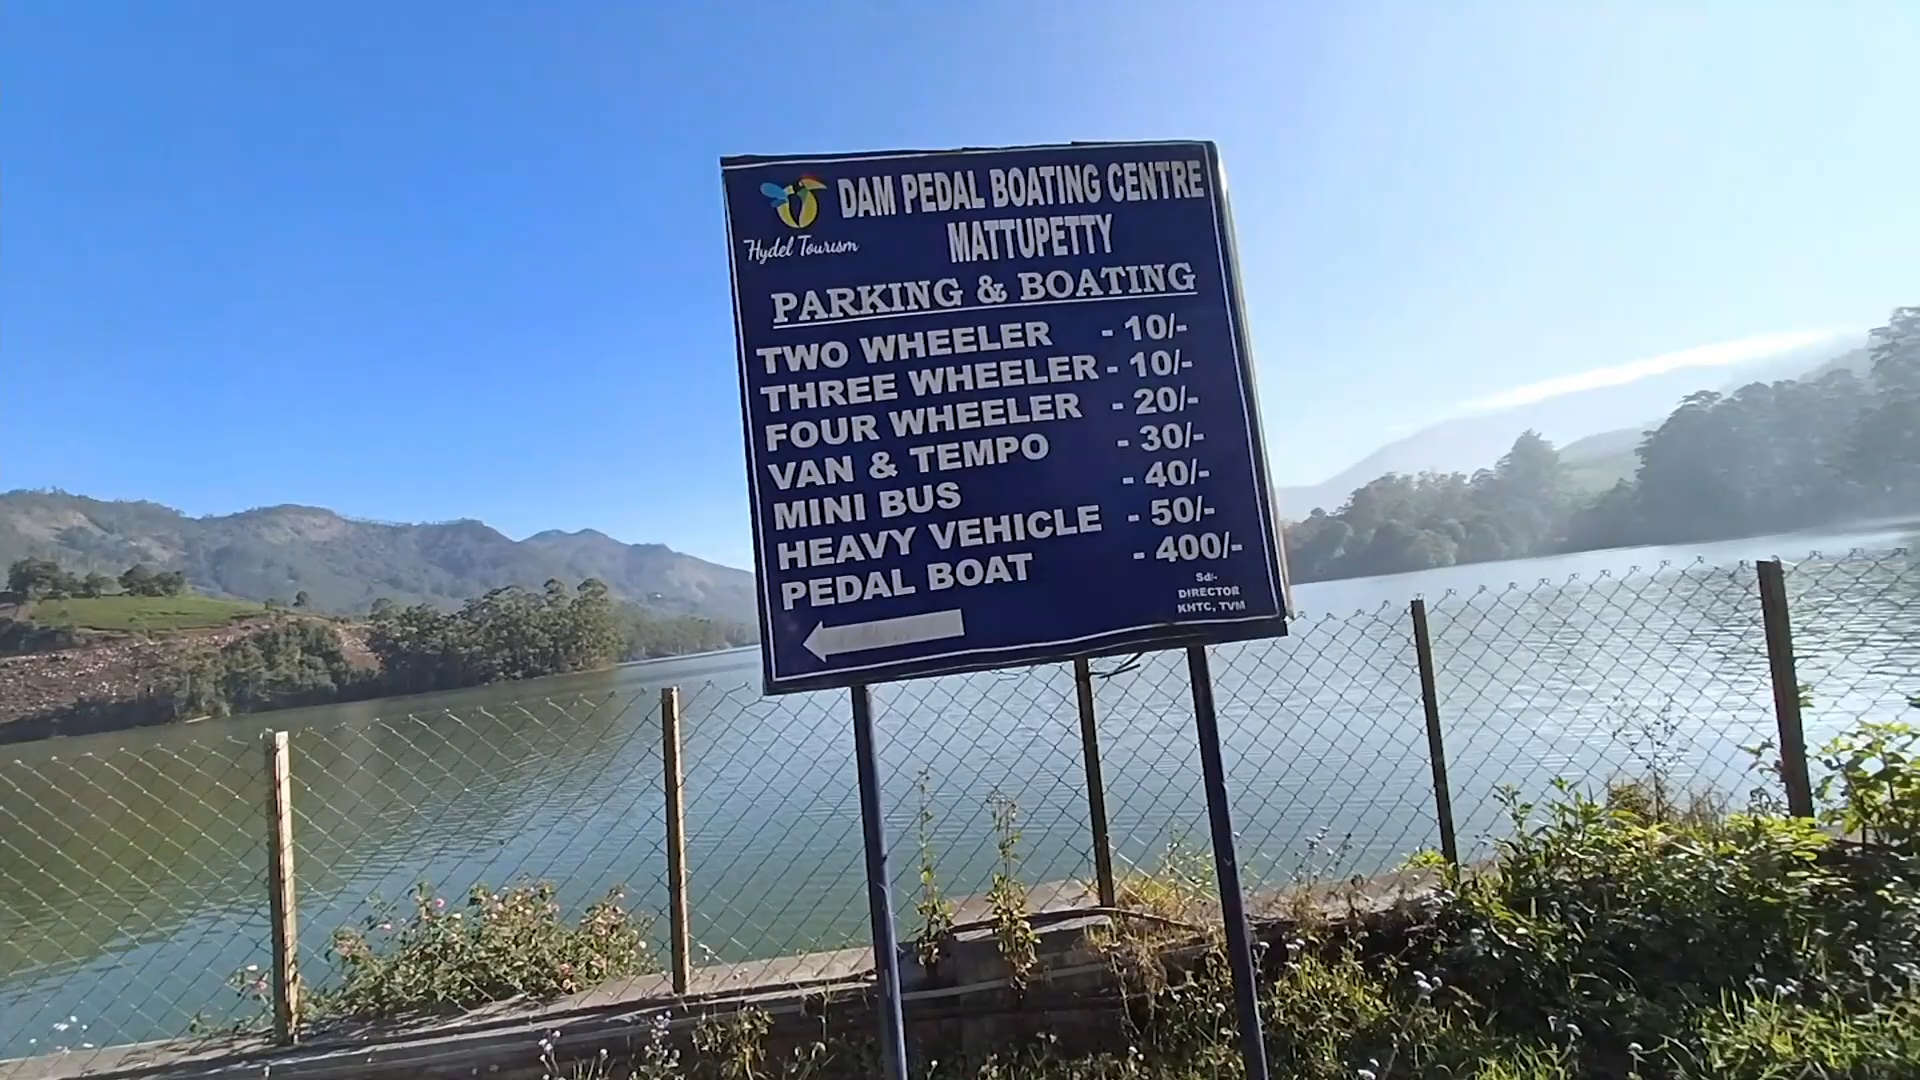 DAM PEDAL BOATING CENTRE
MATTUPETTY
Hydel Tourism
PARKING & BOATING
TWO WHEELER - 10/-
THREE WHEELER - 10/-
FOUR WHEELER - 20/-
VAN & TEMPO - 30/-
MINI BUS - 40/-
HEAVY VEHICLE - 50/-
PEDAL BOAT - 400/-
Sd/-
DIRECTOR
KHTC, TVM